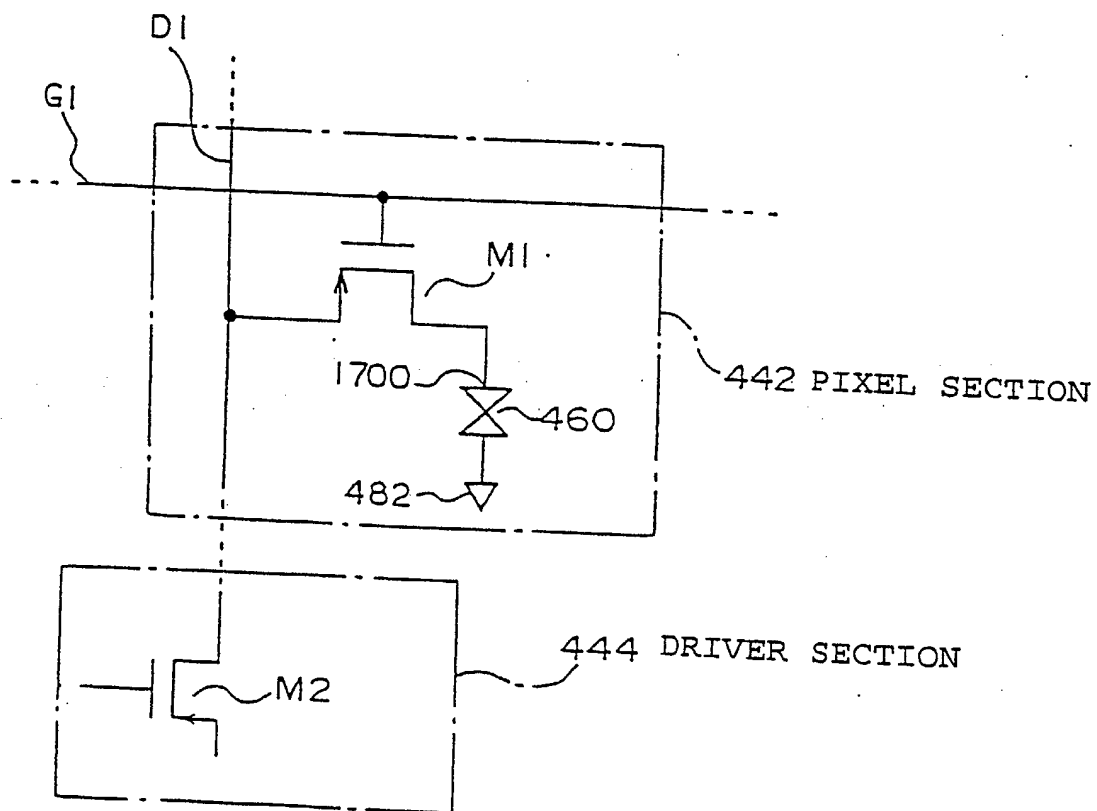 D1
G1
M1
1700
442 PIXEL SECTION
460
482
444 DRIVER SECTION
M2